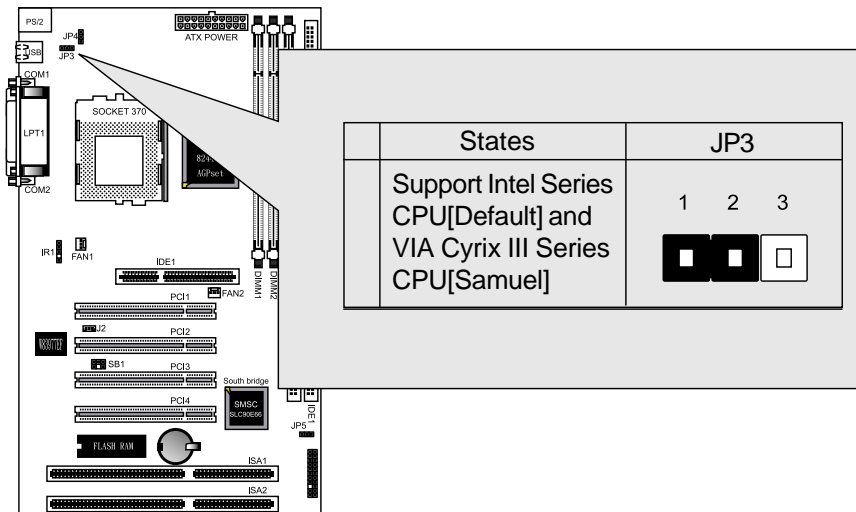 PS/2
JP4
ATX POWER
USB
JP3
COM1
SOCKET 370
LPT1
AGPset
COM2
IR1
FAN1
IDE1
DIMM1
DIMM2
FAN2
PCI1
J2
PCI2
W83977EF
SB1
PCI3
South bridge
PCI4
SMSC
SLC90E66
IDE1
JP5
FLASH RAM
ISA1
ISA2
States
JP3
Support Intel Series
CPU[Default] and
VIA Cyrix III Series
CPU[Samuel]
1 2 3